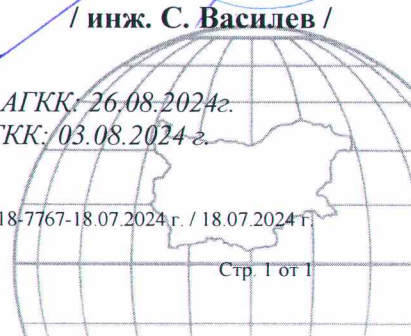 / инж. С. Василев /
АГКК: 26.08.2024г.
ГКК: 03.08.2024 г.
18-7767-18.07.2024 г. / 18.07.2024 г.
Стр. 1 от 1